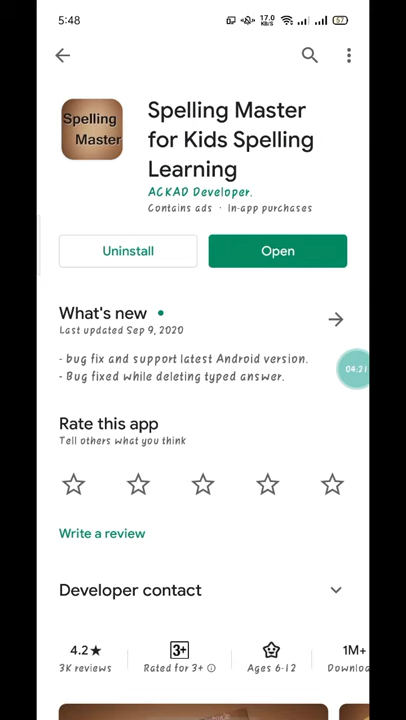 5:48
17.0
KB/S
57
Spelling
Master
Spelling Master
for Kids Spelling
Learning
ACKAD Developer.
Contains ads · In-app purchases
Uninstall
Open
What's new
Last updated Sep 9, 2020
- bug fix and support latest Android version.
- Bug fixed while deleting typed answer.
04:21
Rate this app
Tell others what you think
Write a review
Developer contact
4.2★
3+
1M+
3K reviews
Rated for 3+
Ages 6-12
Downloa